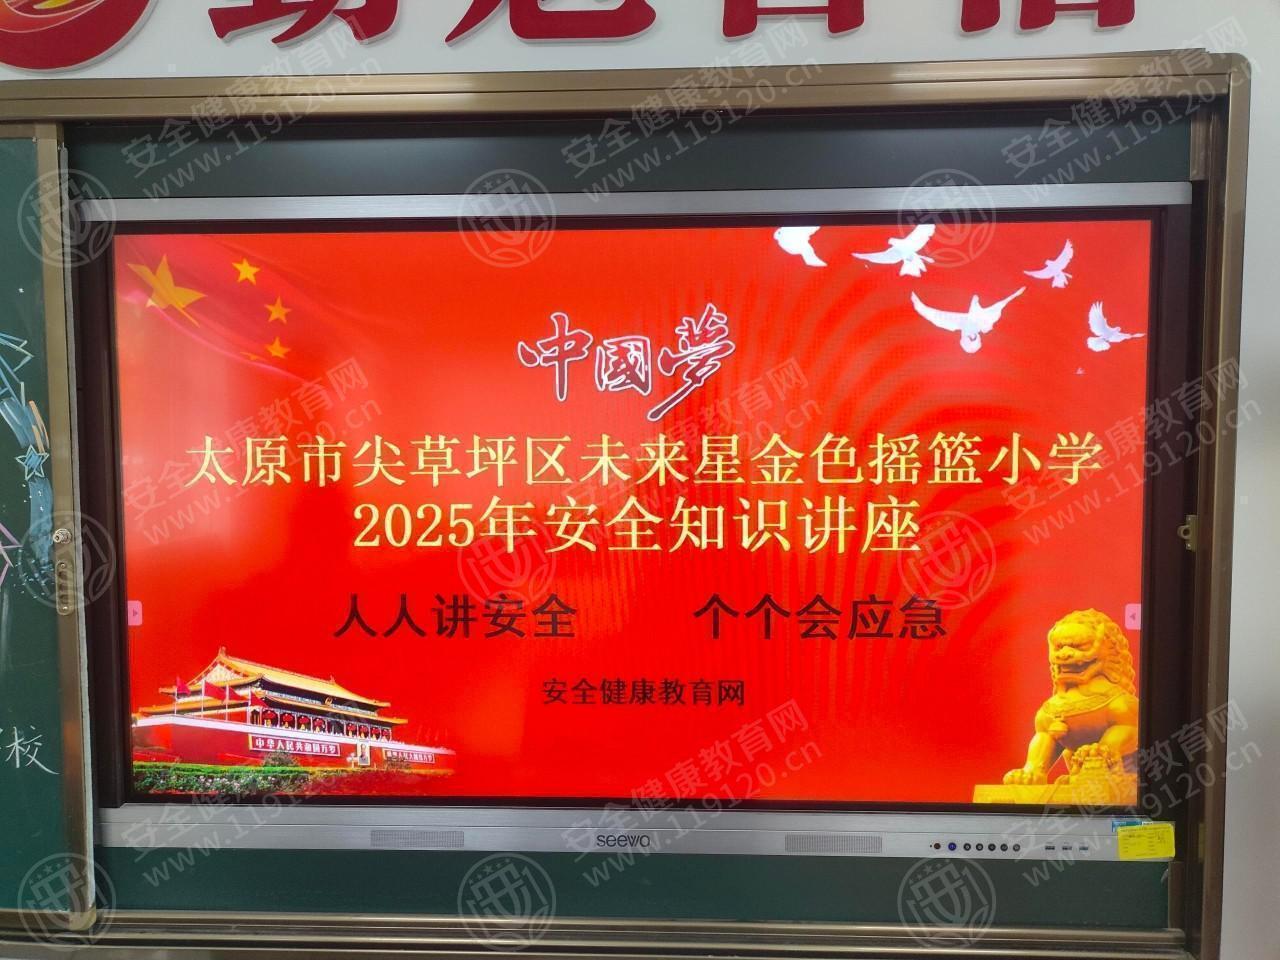 中国夢
太原市尖草坪区未来星金色摇篮小学
2025年安全知识讲座
人人讲安全 个个会应急
安全健康教育网
中华人民共和国万岁
seewo
校
安全健康教育网
www.119120.cn